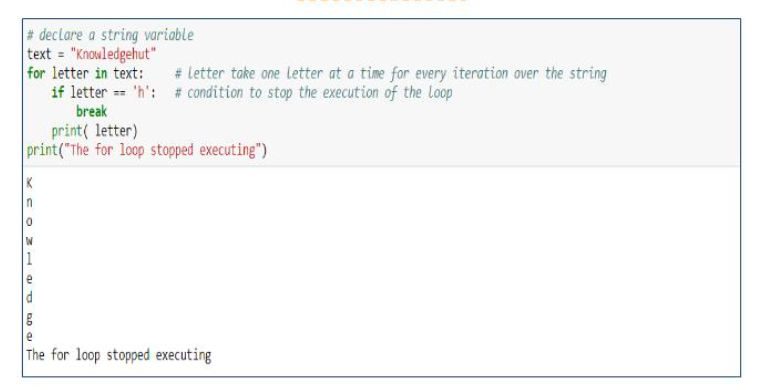 # declare a string variable
text = "Knowledgehut"
for letter in text:    # letter take one letter at a time for every iteration over the string
    if letter == 'h':  # condition to stop the execution of the loop
        break
    print( letter)
print("The for loop stopped executing")
K
n
o
w
l
e
d
g
e
The for loop stopped executing